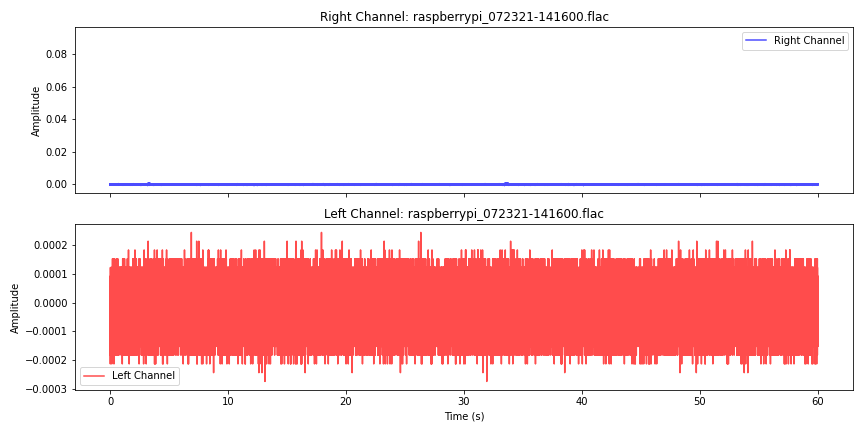 Right Channel: raspberrypi_072321-141600.flac
Right Channel
Amplitude
0.08
0.06
0.04
0.02
0.00
Left Channel: raspberrypi_072321-141600.flac
Amplitude
0.0002
0.0001
0.0000
−0.0001
−0.0002
−0.0003
Left Channel
0 10 20 30 40 50 60
Time (s)